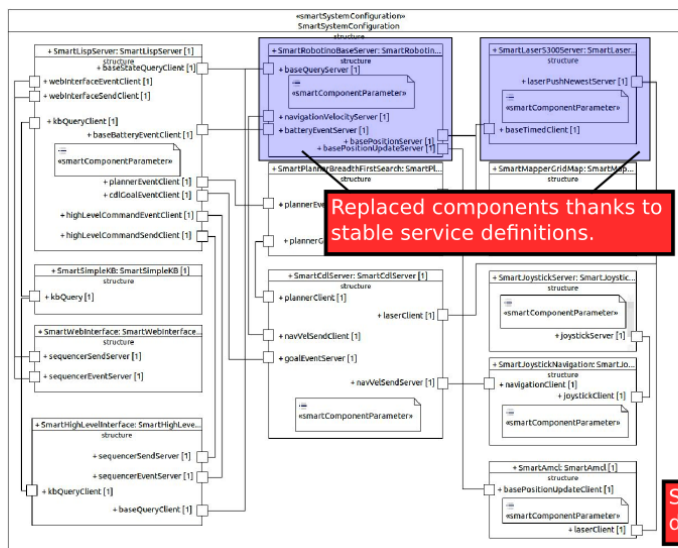 «smartSystemConfiguration»
SmartSystemConfiguration
structure
+ SmartLispServer: SmartLispServer [1]
structure
+ baseStateQueryClient [1]
+ webInterfaceEventClient [1]
+ webInterfaceSendClient [1]
+ kbQueryClient [1]
+ baseBatteryEventClient [1]
«smartComponentParameter»
+ plannerEventClient [1]
+ cdlGoalEventClient [1]
+ highLevelCommandEventClient [1]
+ highLevelCommandSendClient [1]
+ SmartSimpleKB: SmartSimpleKB [1]
structure
+ kbQuery [1]
+ SmartWebInterface: SmartWebInterface...
structure
+ sequencerSendServer [1]
+ sequencerEventServer [1]
+ SmartHighLevelInterface: SmartHighLeve...
structure
+ sequencerSendServer [1]
+ sequencerEventServer [1]
+ kbQueryClient [1]
+ baseQueryClient [1]
+ SmartRobotinoBaseServer: SmartRobotino...
structure
+ baseQueryServer [1]
«smartComponentParameter»
+ navigationVelocityServer [1]
+ batteryEventServer [1]
+ basePositionServer [1]
+ basePositionUpdateServer [1]
+ SmartPlannerBreadthFirstSearch: SmartPl...
structure
+ plannerEve
+ plannerG
+ SmartCdlServer: SmartCdlServer [1]
structure
+ plannerClient [1]
+ laserClient [1]
+ navVelSendClient [1]
+ goalEventServer [1]
+ navVelSendServer [1]
«smartComponentParameter»
+ SmartLaserS300Server: SmartLaser...
structure
+ laserPushNewestServer [1]
«smartComponentParameter»
+ baseTimedClient [1]
+ SmartMapperGridMap: SmartMap...
Replaced components thanks to
stable service definitions.
+ SmartJoystickServer: SmartJoystic...
structure
«smartComponentParameter»
+ joystickServer [1]
+ SmartJoystickNavigation: SmartJo...
structure
+ navigationClient [1]
+ joystickClient [1]
«smartComponentParameter»
+ SmartAmcl: SmartAmcl [1]
structure
+ basePositionUpdateClient [1]
«smartComponentParameter»
+ laserClient [1]
S
d